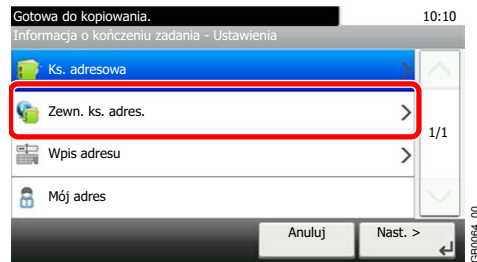 Gotowa do kopiowania.
10:10
Informacja o kończeniu zadania - Ustawienia
Ks. adresowa
Zewn. ks. adres.
1/1
Wpis adresu
Mój adres
Anuluj
Nast. >
GB0064_00